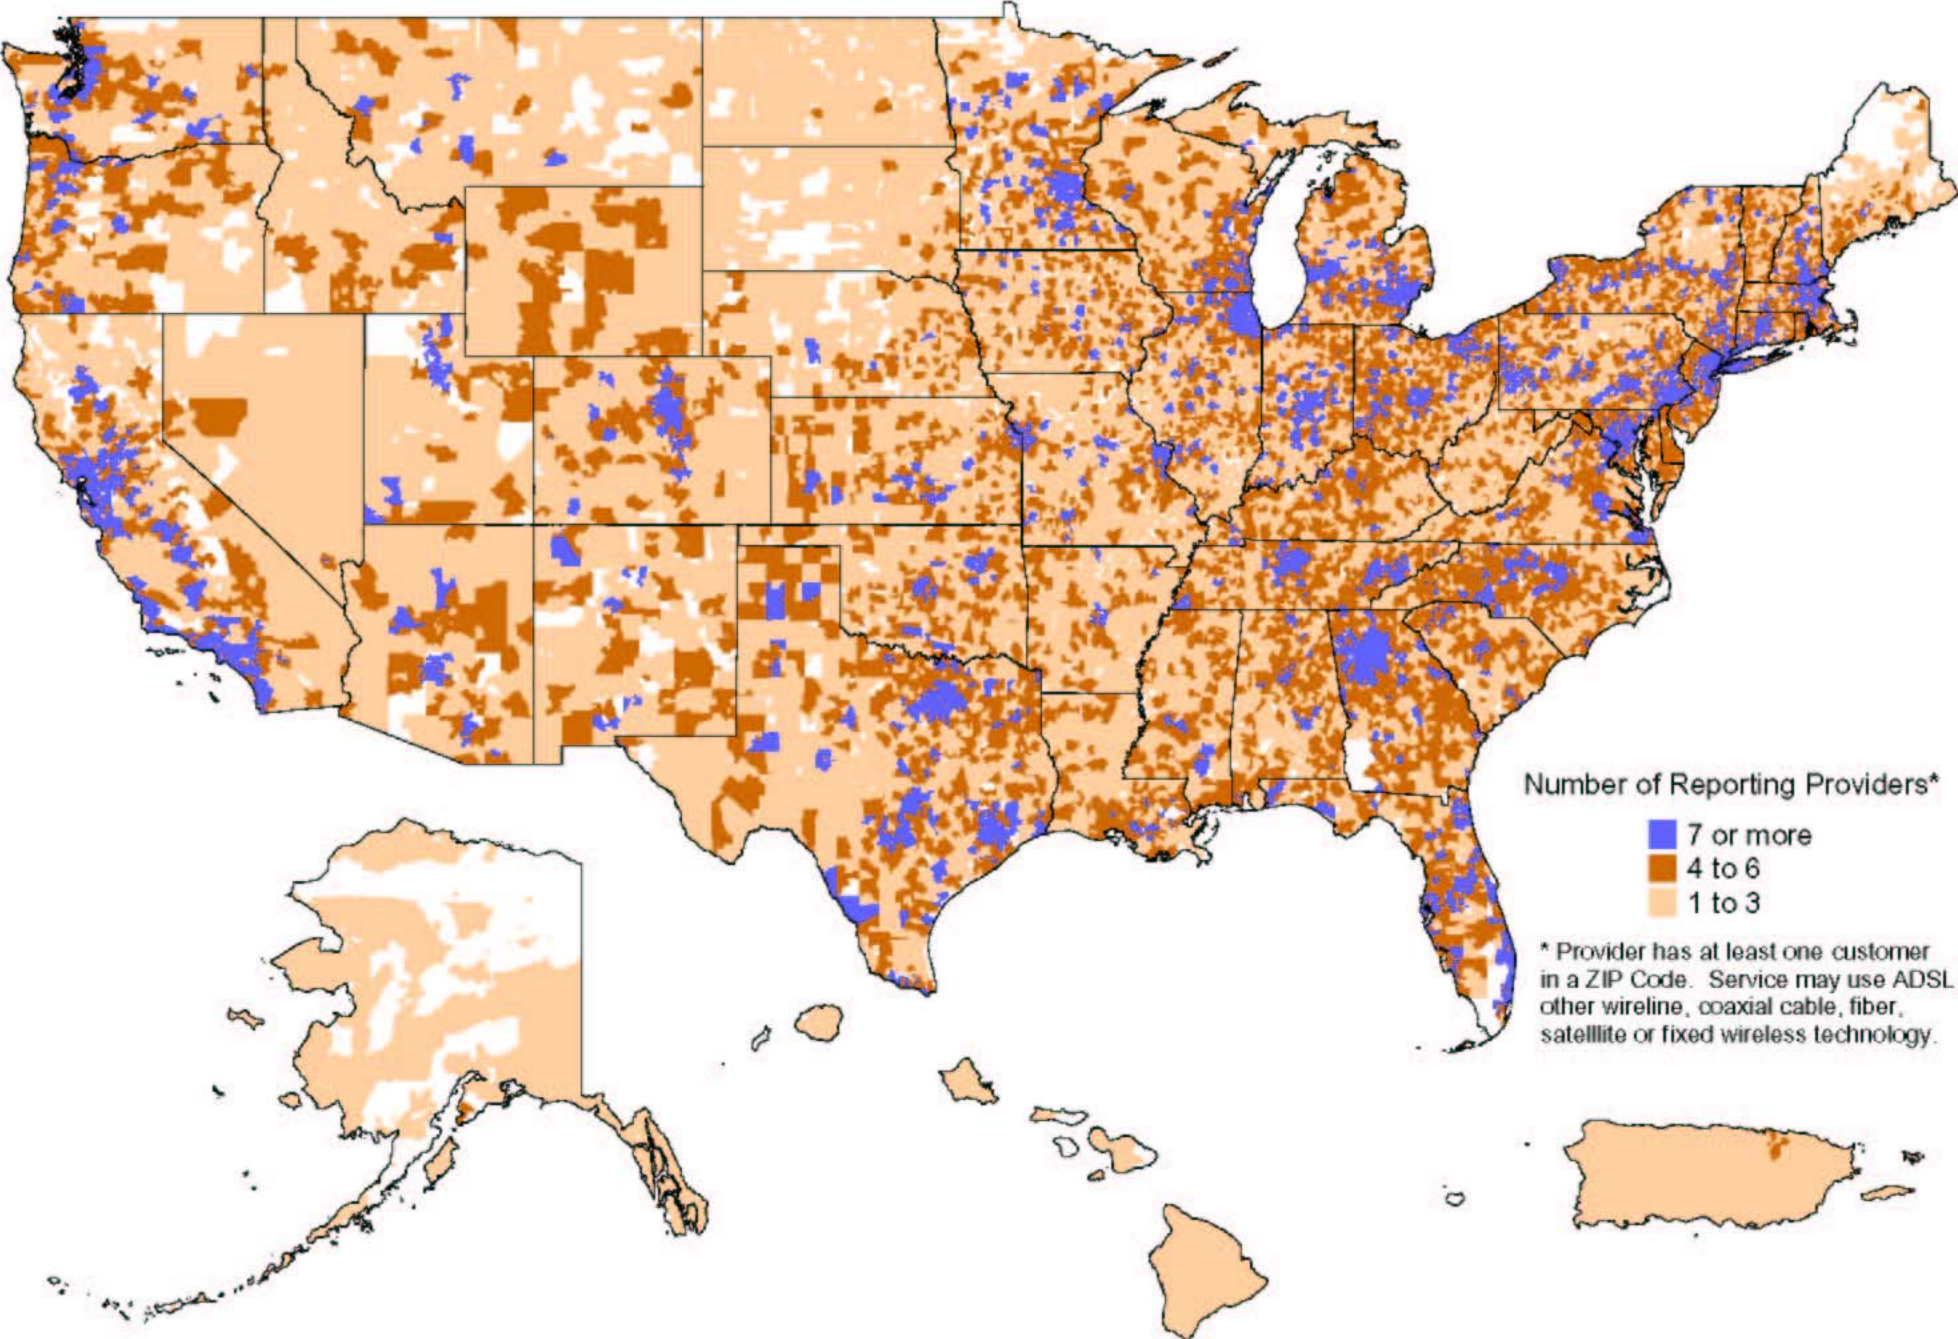 Number of Reporting Providers*
7 or more
4 to 6
1 to 3
* Provider has at least one customer
in a ZIP Code. Service may use ADSL
other wireline, coaxial cable, fiber,
satelllite or fixed wireless technology.